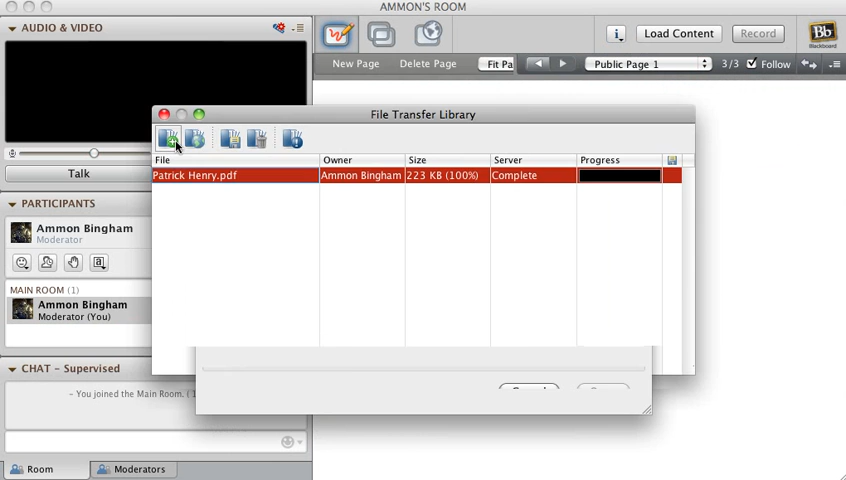 AMMON'S ROOM
AUDIO & VIDEO
Talk
PARTICIPANTS
Ammon Bingham
Moderator
MAIN ROOM (1)
Ammon Bingham
Moderator (You)
CHAT – Supervised
– You joined the Main Room. (
Room
Moderators
i
Load Content
Record
Bb
Blackboard
New Page
Delete Page
Fit Pa
Public Page 1
3/3
Follow
File Transfer Library
File
Owner
Size
Server
Progress
Patrick Henry.pdf
Ammon Bingham
223 KB (100%)
Complete